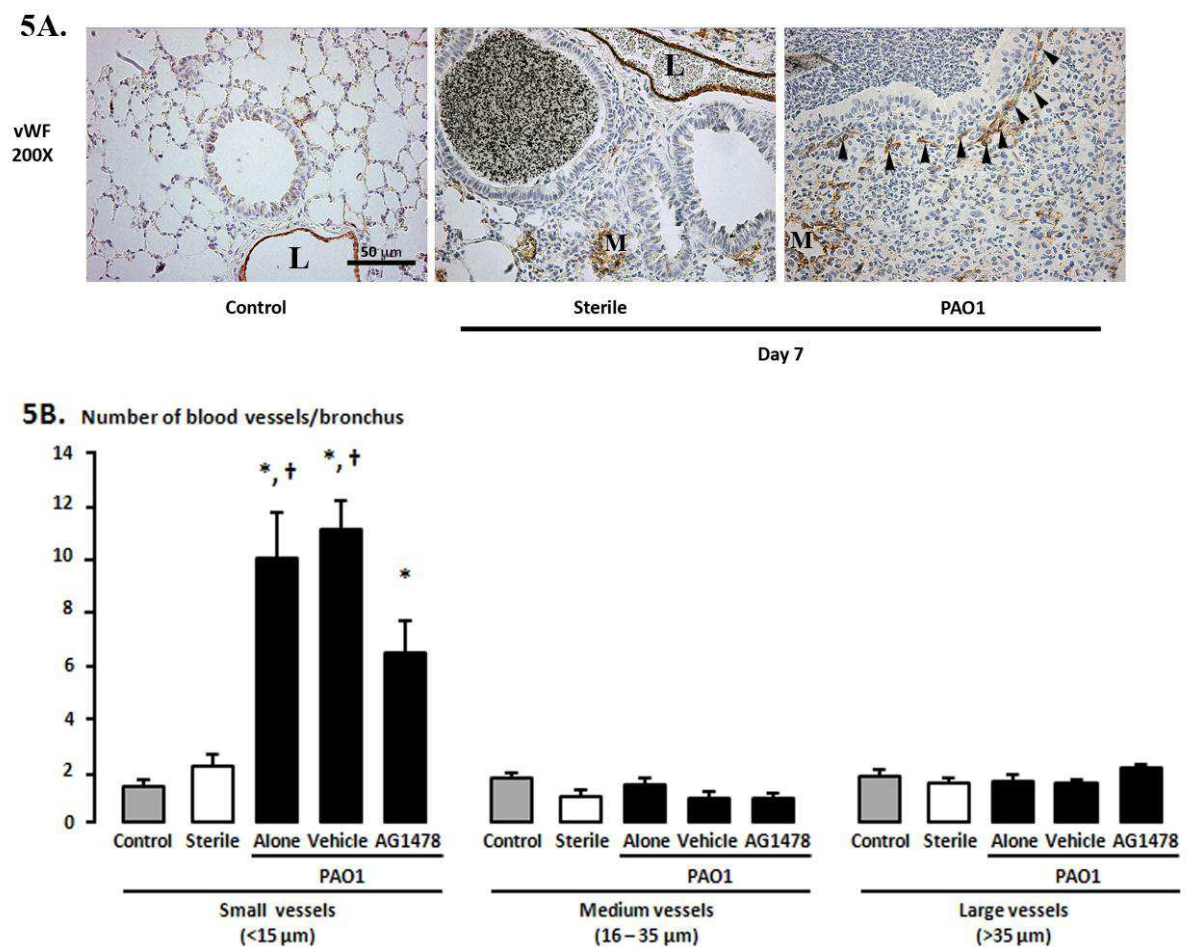 5A.
vWF
200X
L
50 µm
L
M
M
Control
Sterile
PAO1
Day 7
5B. Number of blood vessels/bronchus
14
12
10
8
6
4
2
0
*, †
*, †
*
Control Sterile Alone Vehicle AG1478
PAO1
Small vessels
(<15 µm)
Control Sterile Alone Vehicle AG1478
PAO1
Medium vessels
(16 – 35 µm)
Control Sterile Alone Vehicle AG1478
PAO1
Large vessels
(>35 µm)